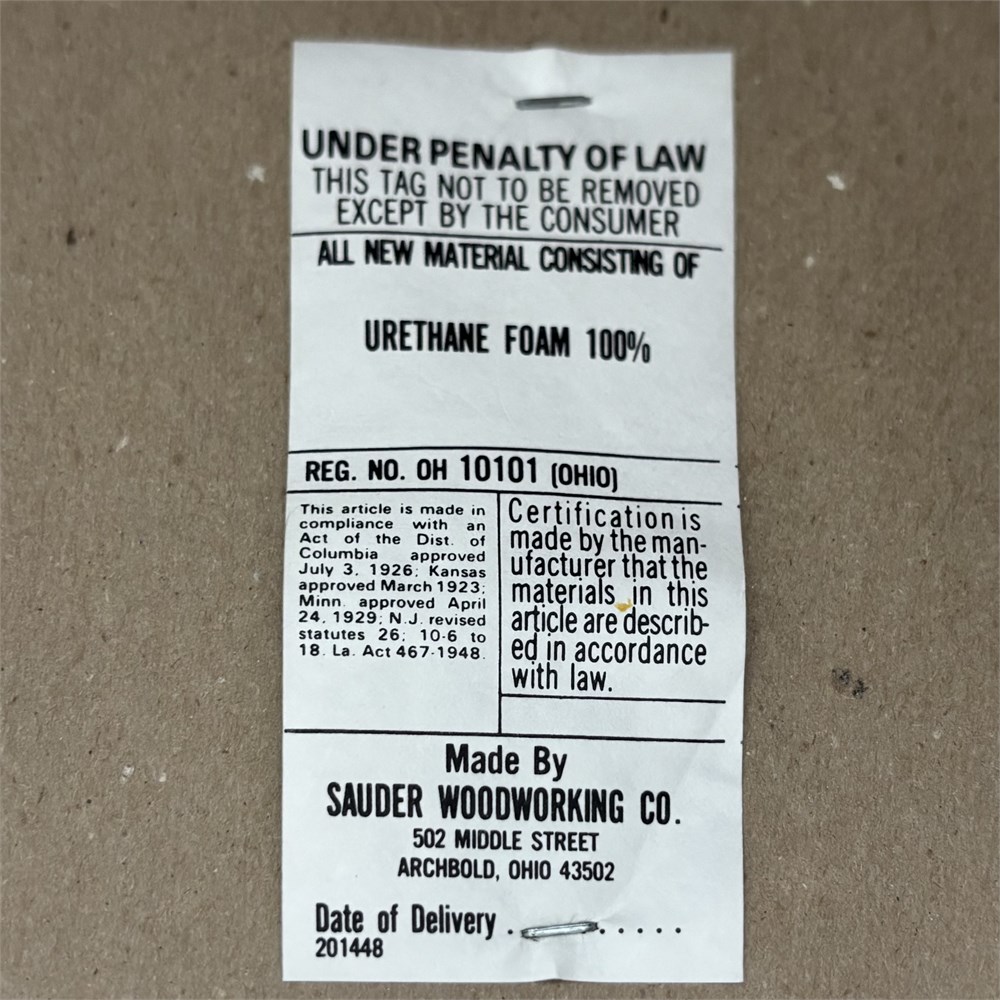 UNDER PENALTY OF LAW
THIS TAG NOT TO BE REMOVED
EXCEPT BY THE CONSUMER
ALL NEW MATERIAL CONSISTING OF
URETHANE FOAM 100%
REG. NO. OH 10101 (OHIO)
This article is made in
compliance with an
Act of the Dist. of
Columbia approved
July 3, 1926; Kansas
approved March 1923;
Minn. approved April
24, 1929; N.J. revised
statutes 26; 10-6 to
18. La. Act 467-1948.
Certification is
made by the man-
ufacturer that the
materials in this
article are describ-
ed in accordance
with law.
Made By
SAUDER WOODWORKING CO.
502 MIDDLE STREET
ARCHBOLD, OHIO 43502
Date of Delivery . . . . . .
201448